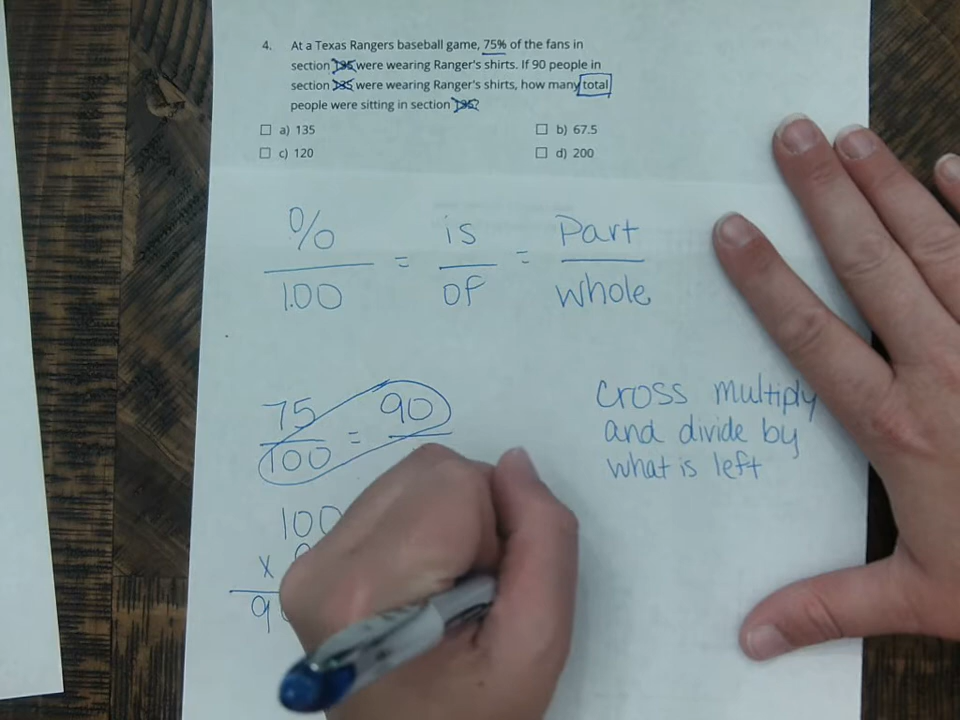 4. At a Texas Rangers baseball game, 75% of the fans in
section 135 were wearing Ranger's shirts. If 90 people in
section 135 were wearing Ranger's shirts, how many total
people were sitting in section 135?
a) 135
b) 67.5
c) 120
d) 200
% = is = Part
100 of whole
75 = 90
100
cross multiply
and divide by
what is left
100
x
9